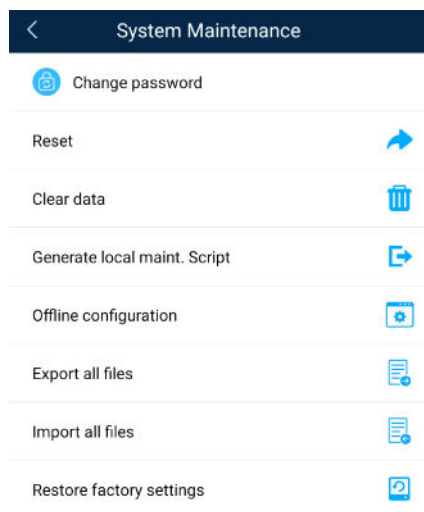 System Maintenance
Change password
Reset
Clear data
Generate local maint. Script
Offline configuration
Export all files
Import all files
Restore factory settings